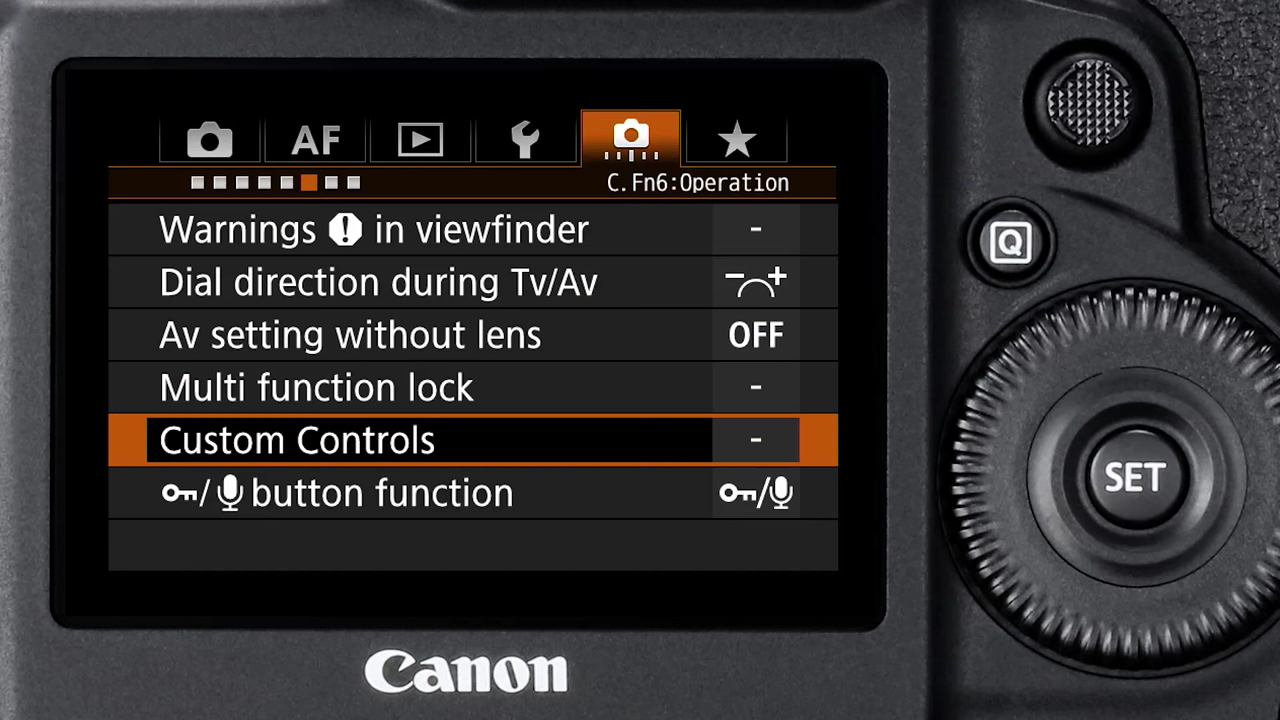 AF
C.Fn6:Operation
Warnings ! in viewfinder -
Dial direction during Tv/Av − +
Av setting without lens OFF
Multi function lock -
Custom Controls -
/ button function /
Q
SET
Canon